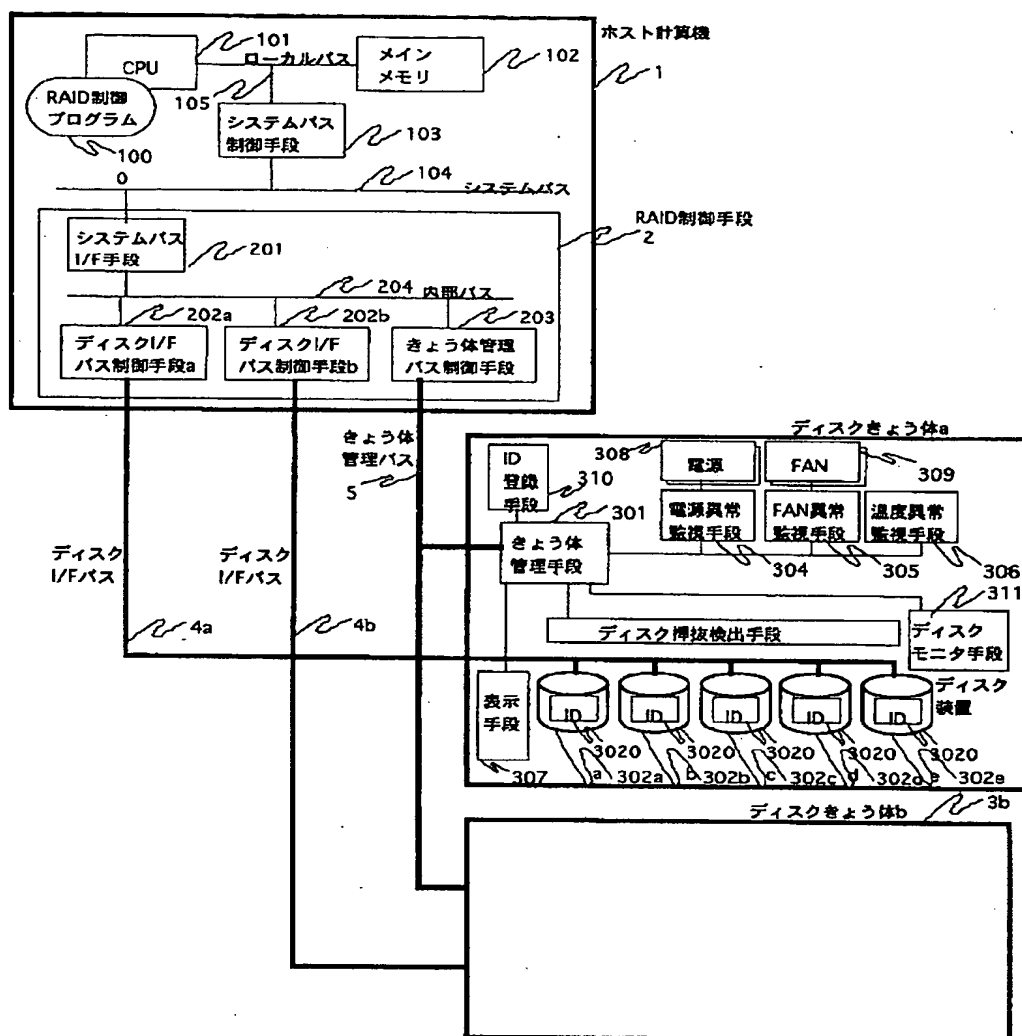 ホスト計算機
1
CPU
101
ローカルバス
メイン
メモリ
102
RAID制御
プログラム
100
0
105
システムバス
制御手段
103
104
システムバス
RAID制御手段
2
システムバス
I/F手段
201
204
内部バス
202a
202b
203
ディスクI/F
バス制御手段a
ディスクI/F
バス制御手段b
きょう体管理
バス制御手段
きょう体
管理バス
5
ディスクきょう体a
ID
登録
手段
310
308
電源
FAN
309
301
きょう体
管理手段
電源異常
監視手段
304
FAN異常
監視手段
305
温度異常
監視手段
306
ディスク
I/Fバス
ディスク
I/Fバス
4a
4b
311
ディスク挿抜検出手段
ディスク
モニタ手段
表示
手段
307
ディスク
装置
ID
ID
ID
ID
ID
3020
3020
3020
3020
3020
a
302a
b
302b
c
302c
d
302d
e
302e
3b
ディスクきょう体b